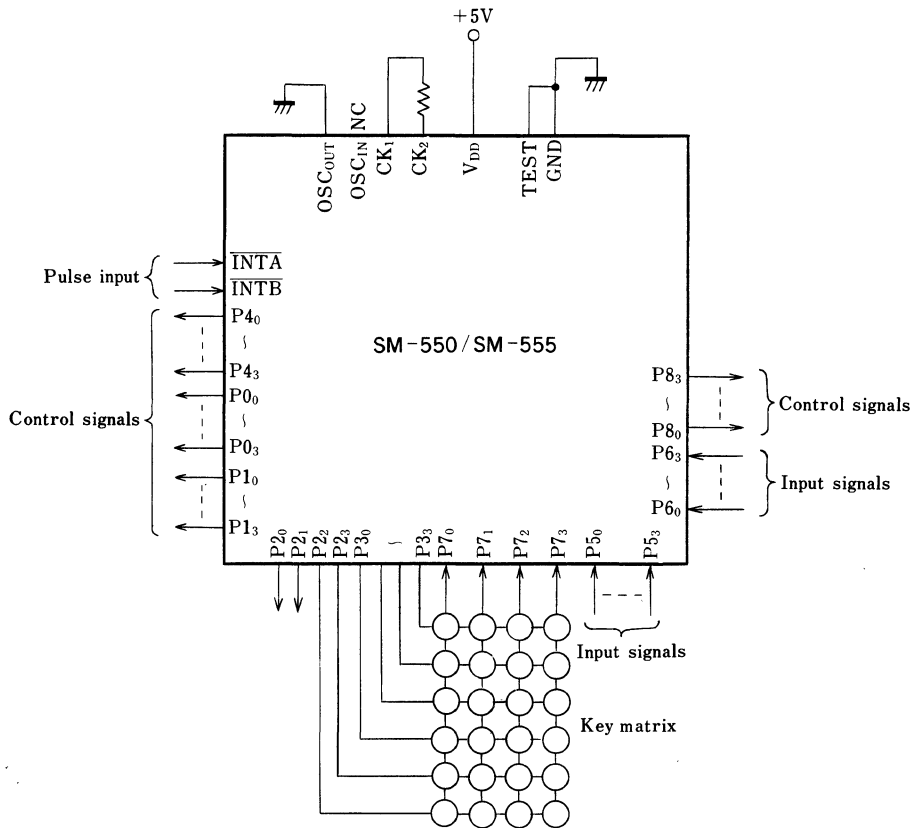 +5V
OSCOUT
OSCIN NC
CK1
CK2
VDD
TEST
GND
Pulse input
INTA
INTB
P40
~
P43
Control signals
P00
~
P03
P10
~
P13
SM-550/SM-555
P83
~
P80
Control signals
P63
~
P60
Input signals
P20
P21
P22
P23
P30
~
P33
P70
P71
P72
P73
P50
P53
Input signals
Key matrix